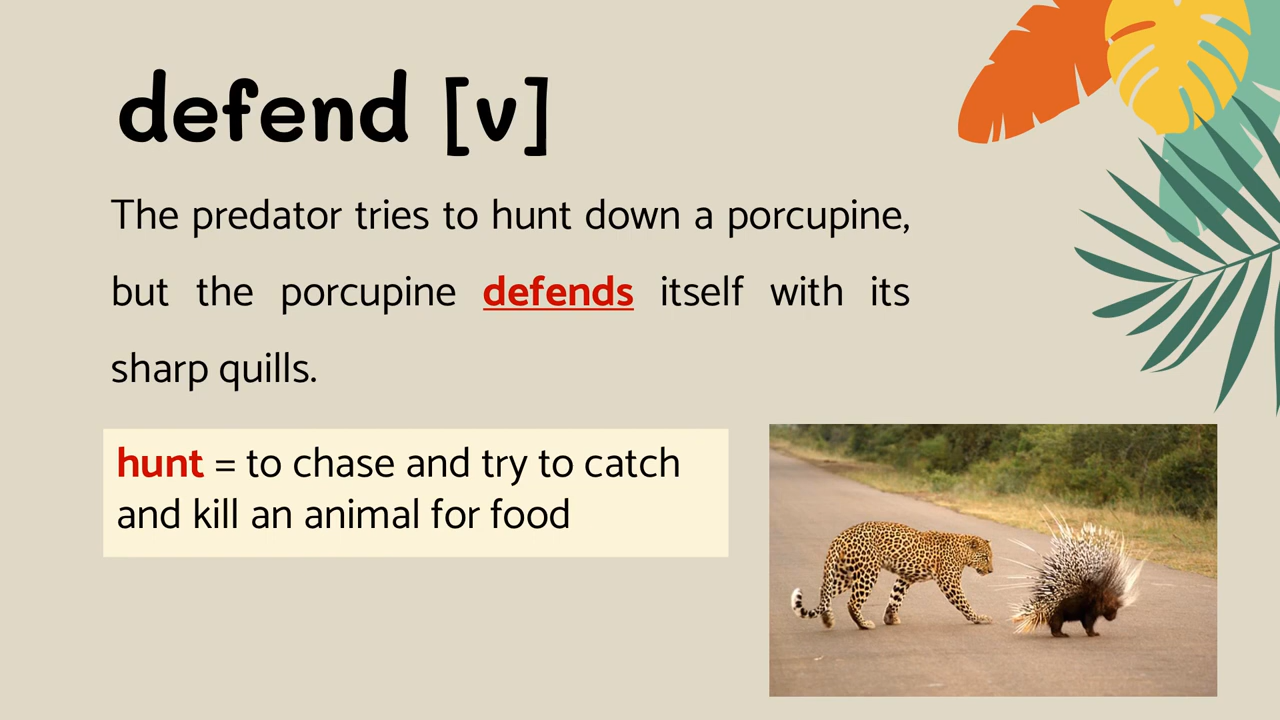 defend [v]
The predator tries to hunt down a porcupine,
but the porcupine defends itself with its
sharp quills.
hunt = to chase and try to catch
and kill an animal for food